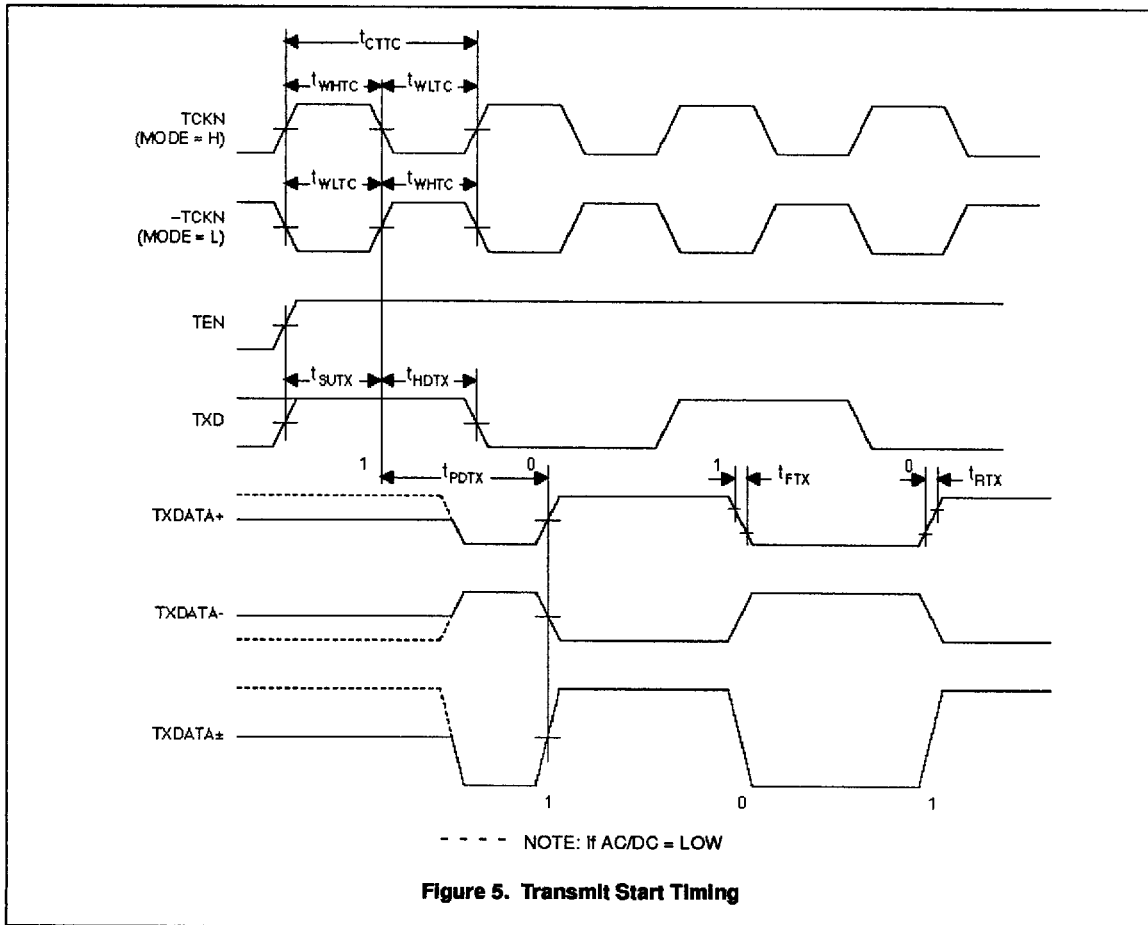 tCTTC
tWHTC tWLTC
TCKN
(MODE = H)
tWLTC tWHTC
–TCKN
(MODE = L)
TEN
tSUTX tHDTX
TXD
1 tPDTX 0 1 tFTX 0 tRTX
TXDATA+
TXDATA-
TXDATA±
1 0 1
- - - - NOTE: If AC/DC = LOW
Figure 5. Transmit Start Timing